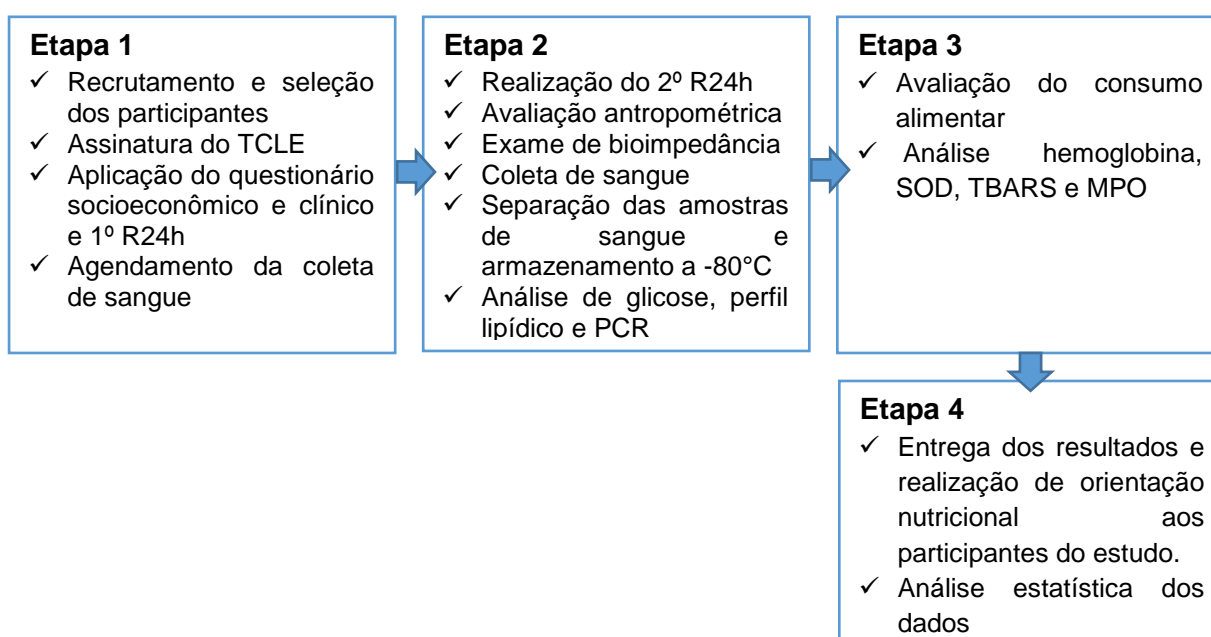 Etapa 1
✓ Recrutamento e seleção
dos participantes
✓ Assinatura do TCLE
✓ Aplicação do questionário
socioeconômico e clínico
e 1º R24h
✓ Agendamento da coleta
de sangue
Etapa 2
✓ Realização do 2º R24h
✓ Avaliação antropométrica
✓ Exame de bioimpedância
✓ Coleta de sangue
✓ Separação das amostras
de sangue e
armazenamento a -80°C
✓ Análise de glicose, perfil
lipídico e PCR
Etapa 3
✓ Avaliação do consumo
alimentar
✓ Análise hemoglobina,
SOD, TBARS e MPO
Etapa 4
✓ Entrega dos resultados e
realização de orientação
nutricional aos
participantes do estudo.
✓ Análise estatística dos
dados